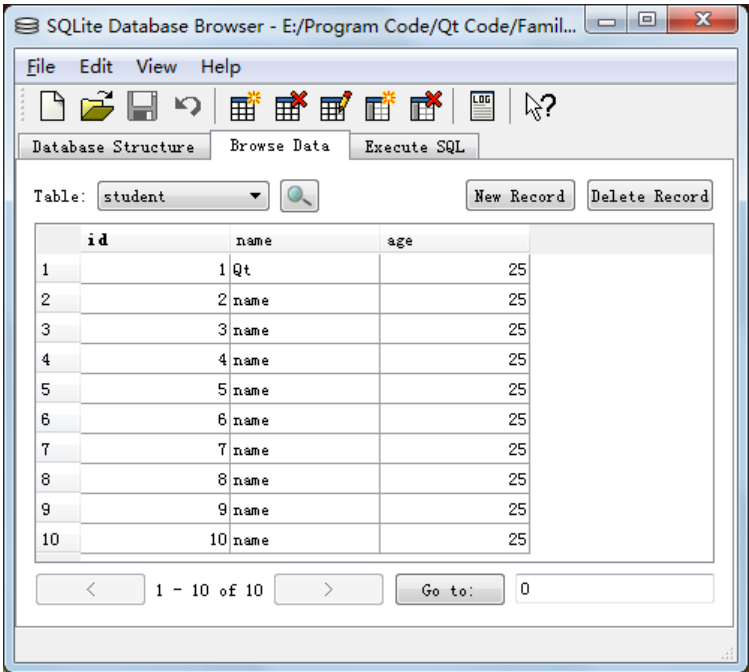 SQLite Database Browser - E:/Program Code/Qt Code/Famil...
File Edit View Help
LOG ?
Database Structure Browse Data Execute SQL
Table: student New Record Delete Record
id name age
1 1 Qt 25
2 2 name 25
3 3 name 25
4 4 name 25
5 5 name 25
6 6 name 25
7 7 name 25
8 8 name 25
9 9 name 25
10 10 name 25
< 1 - 10 of 10 > Go to: 0